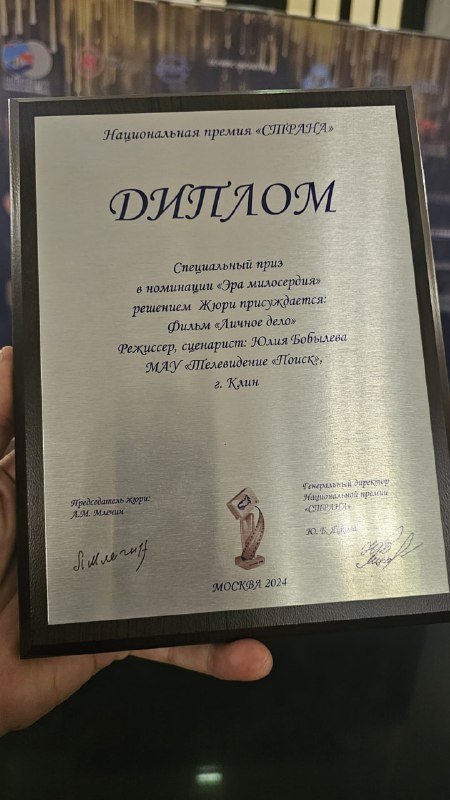 Национальная премия «СТРАНА»
ДИПЛОМ
Специальный приз
в номинации «Эра милосердия»
решением Жюри присуждается:
Фильм «Личное дело»
Режиссер, сценарист: Юлия Бобылева
МАУ «Телевидение «Поиск»,
г. Клин
Председатель жюри:
Л.М. Млечин
Генеральный директор
Национальной премии
«СТРАНА»
Ю. В.
МОСКВА 2024